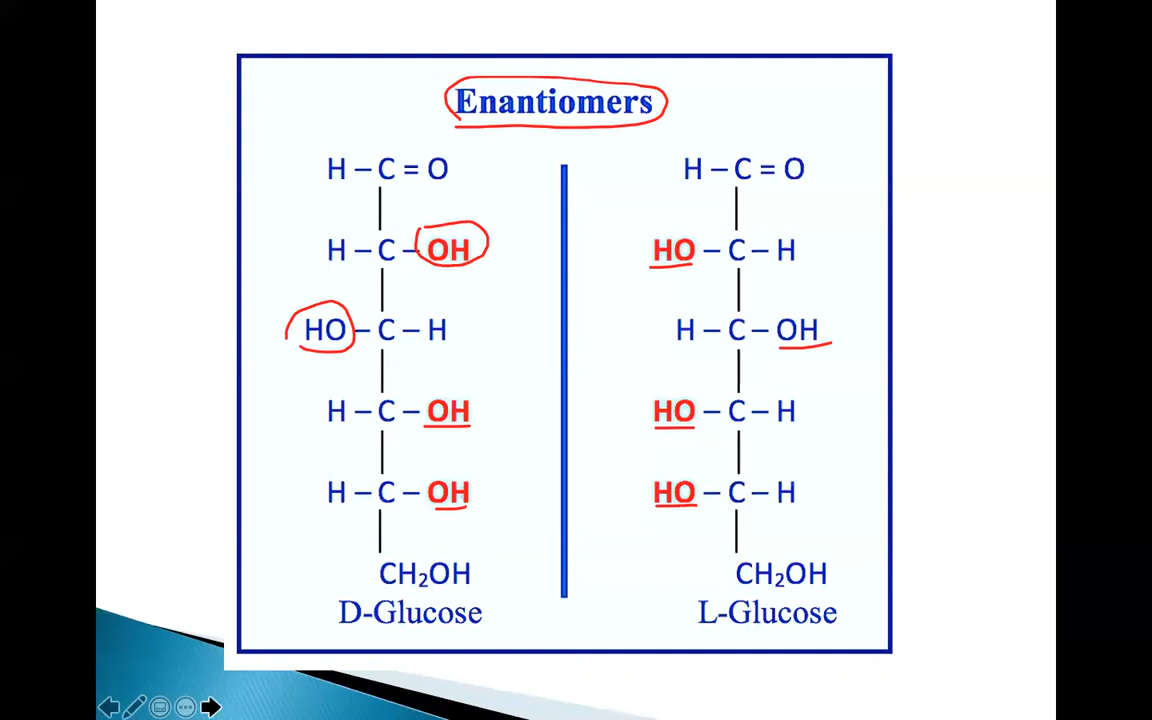 Enantiomers
H – C = O
H – C – OH
HO – C – H
H – C – OH
H – C – OH
CH₂OH
D-Glucose
H – C = O
HO – C – H
H – C – OH
HO – C – H
HO – C – H
CH₂OH
L-Glucose